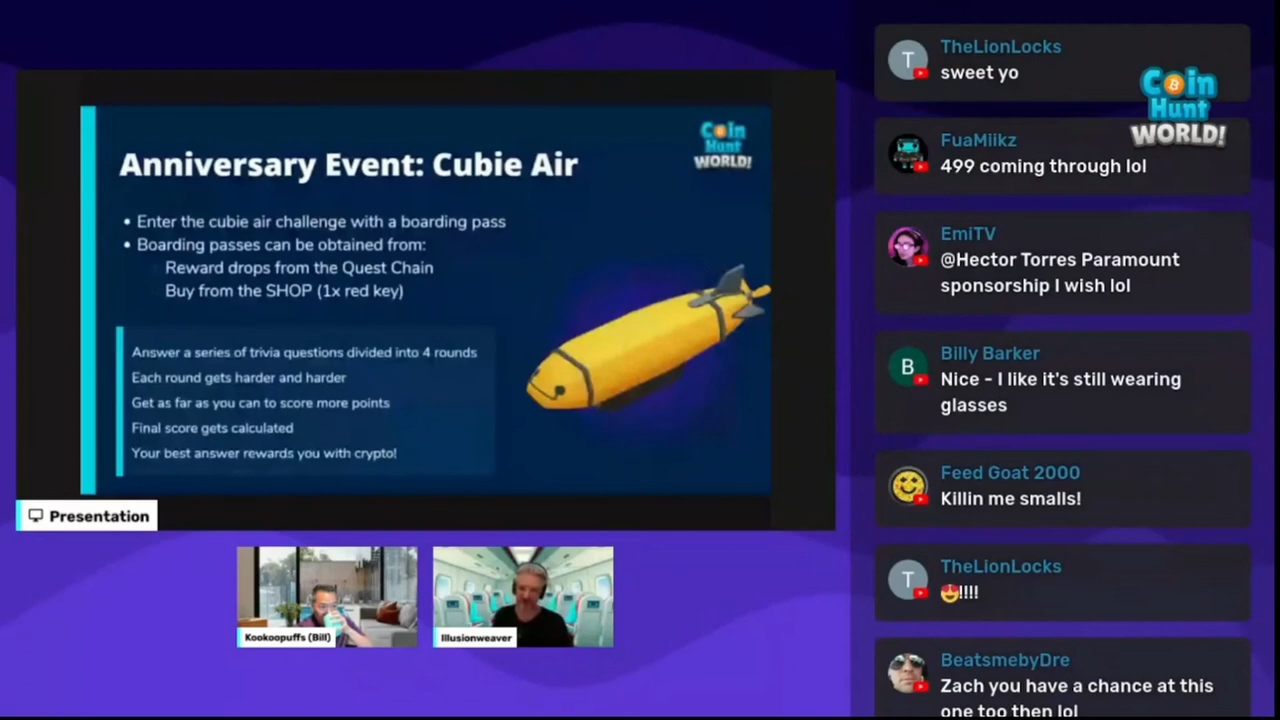 Coin
Hunt
WORLD!
Anniversary Event: Cubie Air
• Enter the cubie air challenge with a boarding pass
• Boarding passes can be obtained from:
Reward drops from the Quest Chain
Buy from the SHOP (1x red key)
Answer a series of trivia questions divided into 4 rounds
Each round gets harder and harder
Get as far as you can to score more points
Final score gets calculated
Your best answer rewards you with crypto!
Presentation
Kookoopuffs (Bill)
Illusionweaver
T
TheLionLocks
sweet yo
Coin
Hunt
WORLD!
FuaMiikz
499 coming through lol
EmiTV
@Hector Torres Paramount
sponsorship I wish lol
B
Billy Barker
Nice - I like it's still wearing
glasses
Feed Goat 2000
Killin me smalls!
T
TheLionLocks
😍!!!!
BeatsmebyDre
Zach you have a chance at this
one too then lol